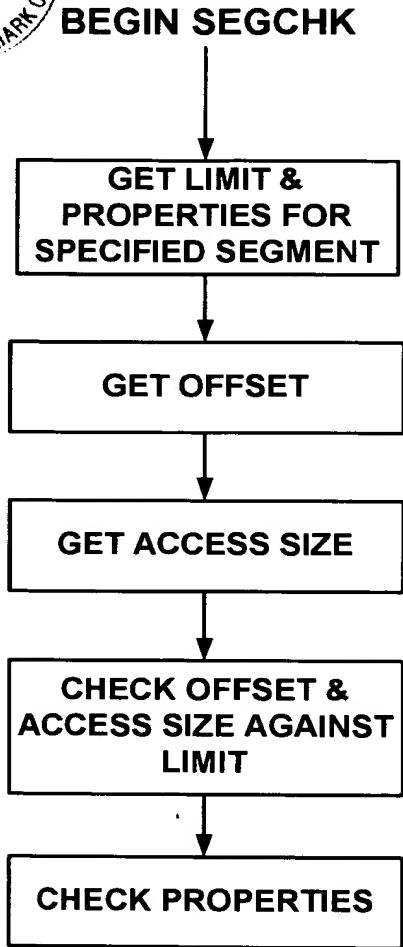 BEGIN SEGCHK
GET LIMIT &
PROPERTIES FOR
SPECIFIED SEGMENT
GET OFFSET
GET ACCESS SIZE
CHECK OFFSET &
ACCESS SIZE AGAINST
LIMIT
CHECK PROPERTIES